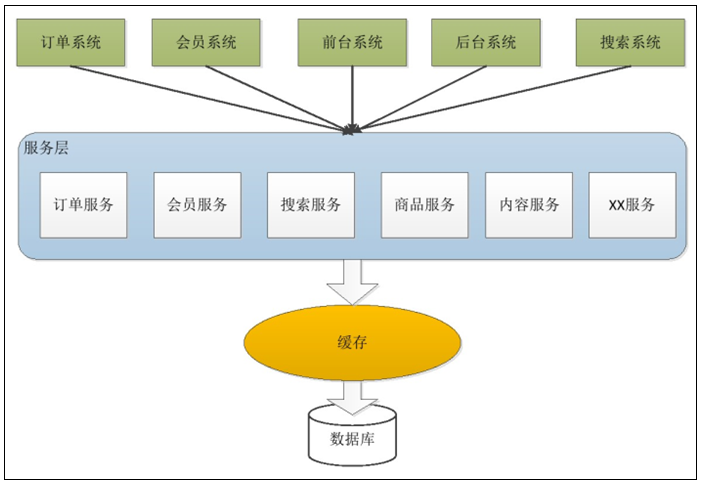 订单系统
会员系统
前台系统
后台系统
搜索系统
服务层
订单服务
会员服务
搜索服务
商品服务
内容服务
XX服务
缓存
数据库